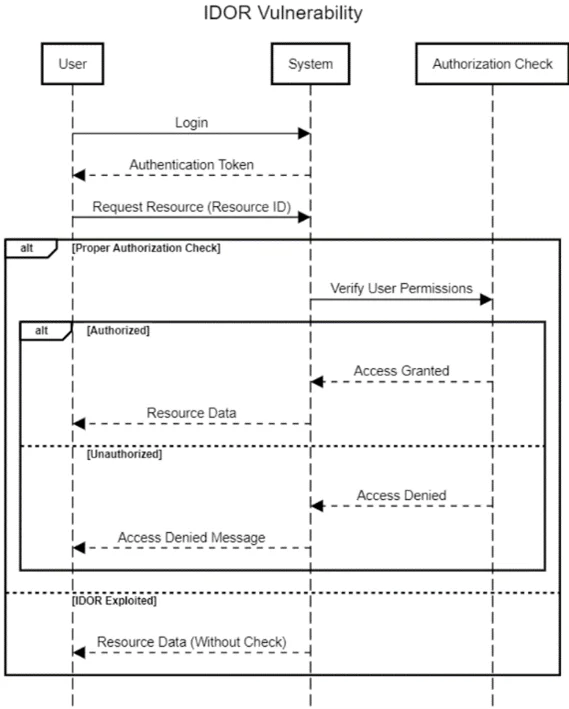 IDOR Vulnerability
User
System
Authorization Check
Login
Authentication Token
Request Resource (Resource ID)
alt
[Proper Authorization Check]
Verify User Permissions
alt
[Authorized]
Access Granted
Resource Data
[Unauthorized]
Access Denied
Access Denied Message
[IDOR Exploited]
Resource Data (Without Check)